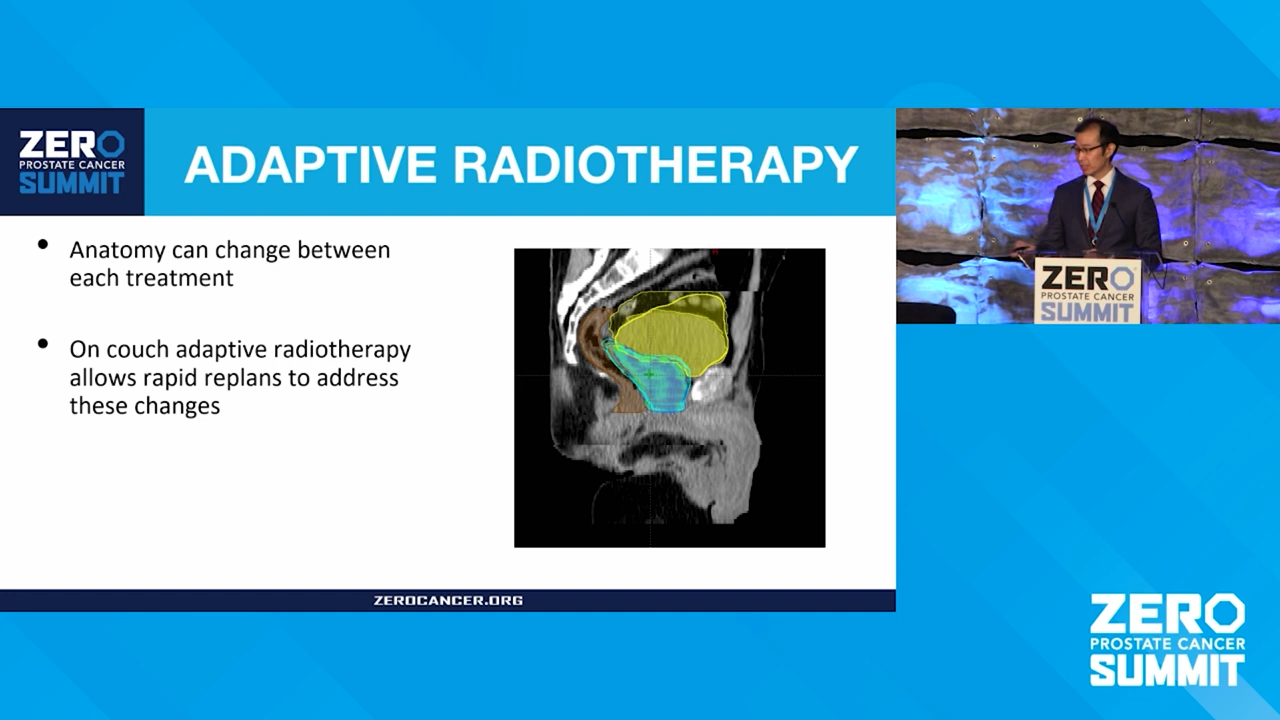 ZERO
PROSTATE CANCER
SUMMIT
ADAPTIVE RADIOTHERAPY
• Anatomy can change between
each treatment
• On couch adaptive radiotherapy
allows rapid replans to address
these changes
ZEROCANCER.ORG
ZERO
PROSTATE CANCER
SUMMIT
ZERO
PROSTATE CANCER
SUMMIT